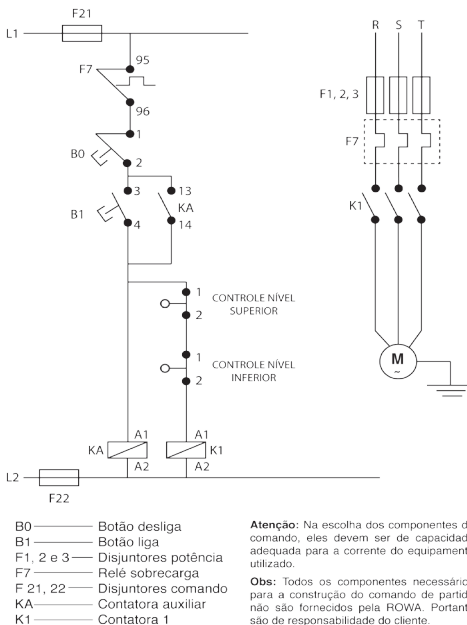 F21
L1
F7
95
96
1
B0
2
3
13
KA
B1
4
14
1
CONTROLE NÍVEL
SUPERIOR
2
1
CONTROLE NÍVEL
INFERIOR
2
A1
A1
KA
K1
A2
A2
L2
F22
R S T
F1, 2, 3
F7
K1
M
~
B0 Botão desliga
B1 Botão liga
F1, 2 e 3 Disjuntores potência
F7 Relé sobrecarga
F 21, 22 Disjuntores comando
KA Contatora auxiliar
K1 Contatora 1
Atenção: Na escolha dos componentes d
comando, eles devem ser de capacidad
adequada para a corrente do equipament
utilizado.
Obs: Todos os componentes necessário
para a construção do comando de partid
não são fornecidos pela ROWA. Portant
são de responsabilidade do cliente.